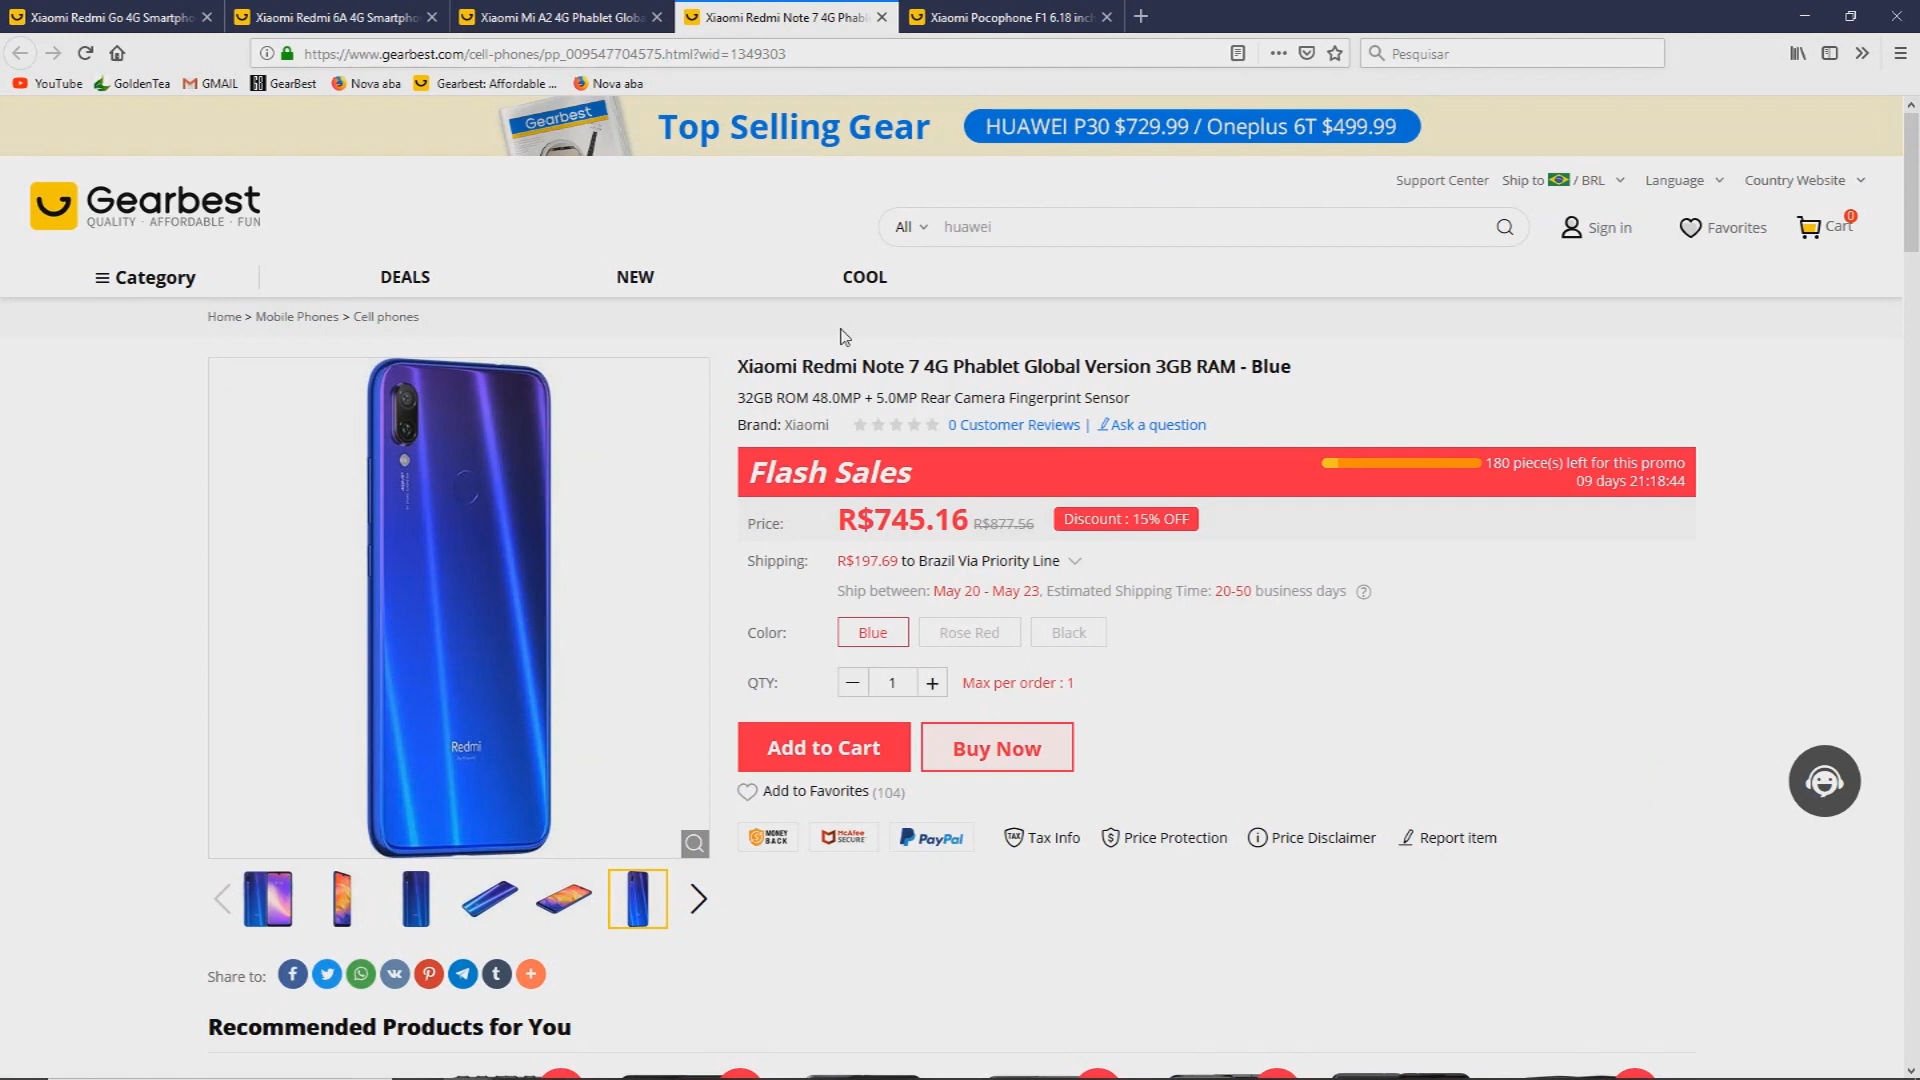 Xiaomi Redmi Go 4G Smartpho
Xiaomi Redmi 6A 4G Smartpho
Xiaomi Mi A2 4G Phablet Globa
Xiaomi Redmi Note 7 4G Phabl
Xiaomi Pocophone F1 6.18 inch
https://www.gearbest.com/cell-phones/pp_009547704575.html?wid=1349303
Pesquisar
YouTube
GoldenTea
GMAIL
GearBest
Nova aba
Gearbest: Affordable ...
Nova aba
Gearbest
Top Selling Gear
HUAWEI P30 $729.99 / Oneplus 6T $499.99
Support Center
Ship to / BRL
Language
Country Website
Gearbest
QUALITY · AFFORDABLE · FUN
All
huawei
Sign in
Favorites
Cart
0
Category
DEALS
NEW
COOL
Home > Mobile Phones > Cell phones
Xiaomi Redmi Note 7 4G Phablet Global Version 3GB RAM - Blue
32GB ROM 48.0MP + 5.0MP Rear Camera Fingerprint Sensor
Brand: Xiaomi
0 Customer Reviews |
Ask a question
Flash Sales
180 piece(s) left for this promo
09 days 21:18:44
Price:
R$745.16
R$877.56
Discount : 15% OFF
Shipping:
R$197.69 to Brazil Via Priority Line
Ship between: May 20 - May 23, Estimated Shipping Time: 20-50 business days
Color:
Blue
Rose Red
Black
QTY:
1
Max per order : 1
Redmi
Add to Cart
Buy Now
Add to Favorites (104)
MONEY BACK
McAfee SECURE
PayPal
TAX
Tax Info
Price Protection
Price Disclaimer
Report item
Share to:
Recommended Products for You